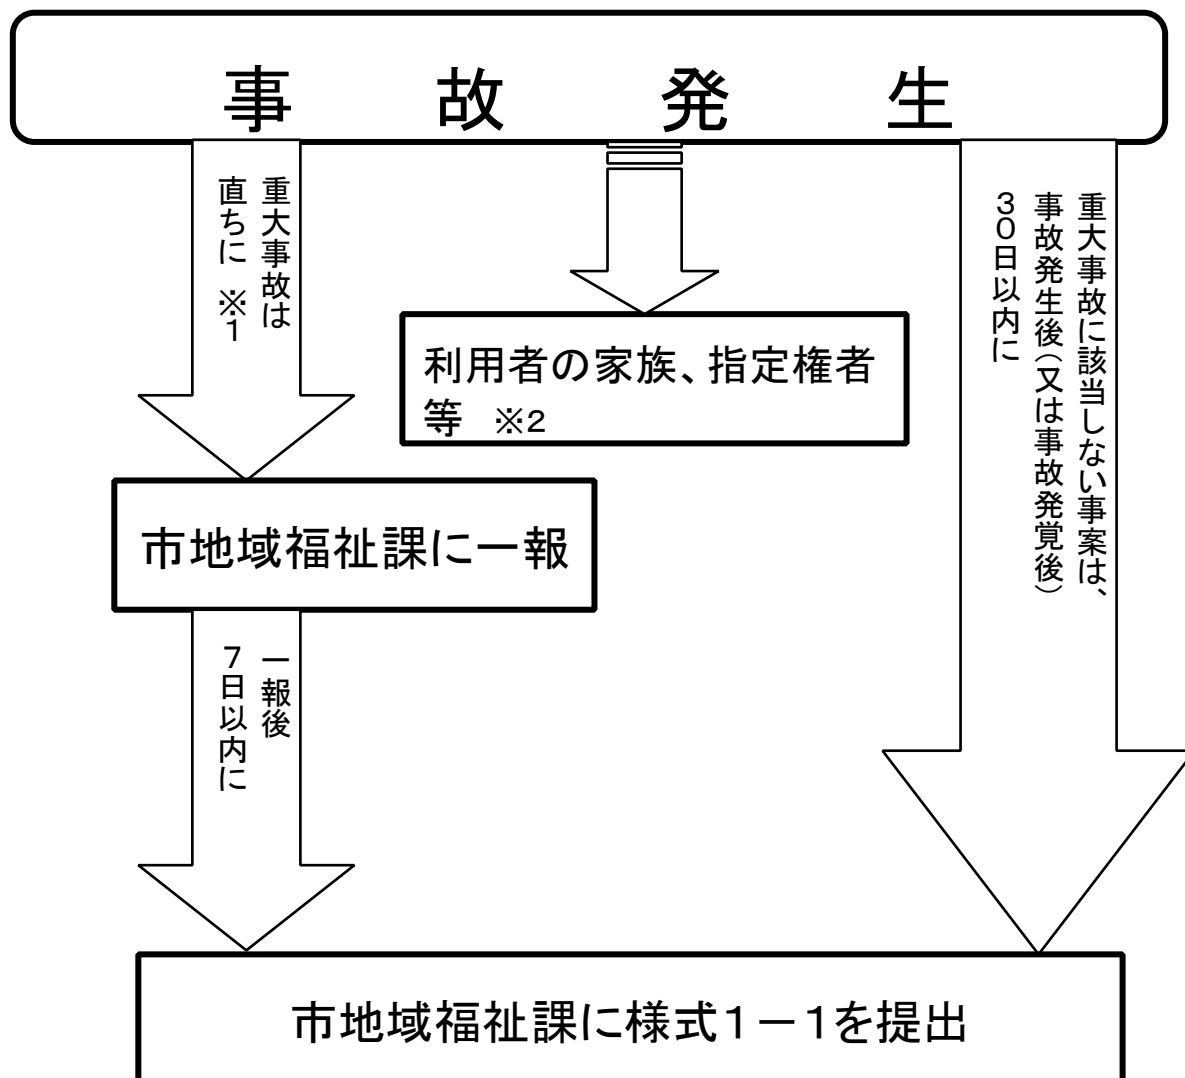 事故発生
重大事故は
直ちに ※1
利用者の家族、指定権者
等 ※2
重大事故に該当しない事案は、
事故発生後（又は事故発覚後）
３０日以内に
市地域福祉課に一報
一報後
７日以内に
市地域福祉課に様式１－１を提出